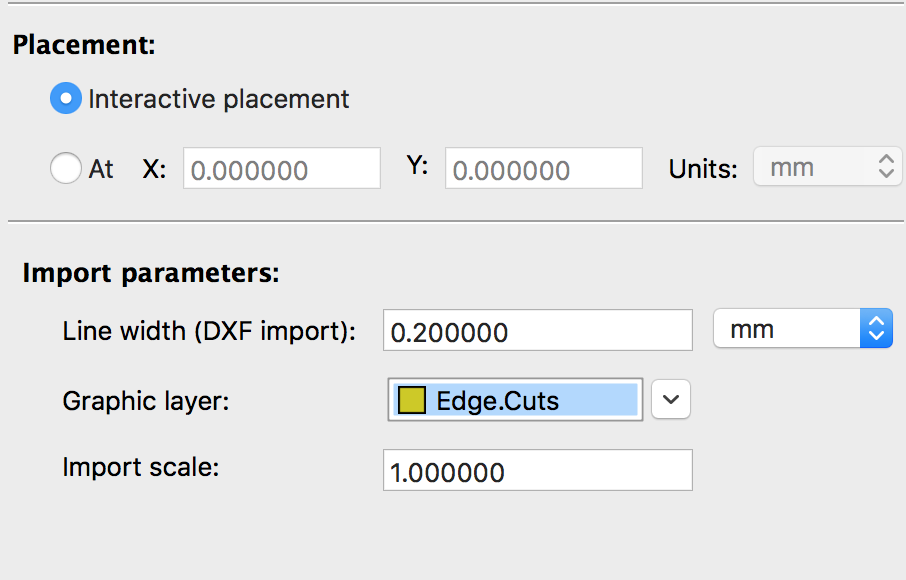 Placement:
Interactive placement
At X: 0.000000 Y: 0.000000 Units: mm
Import parameters:
Line width (DXF import): 0.200000 mm
Graphic layer: Edge.Cuts
Import scale: 1.000000